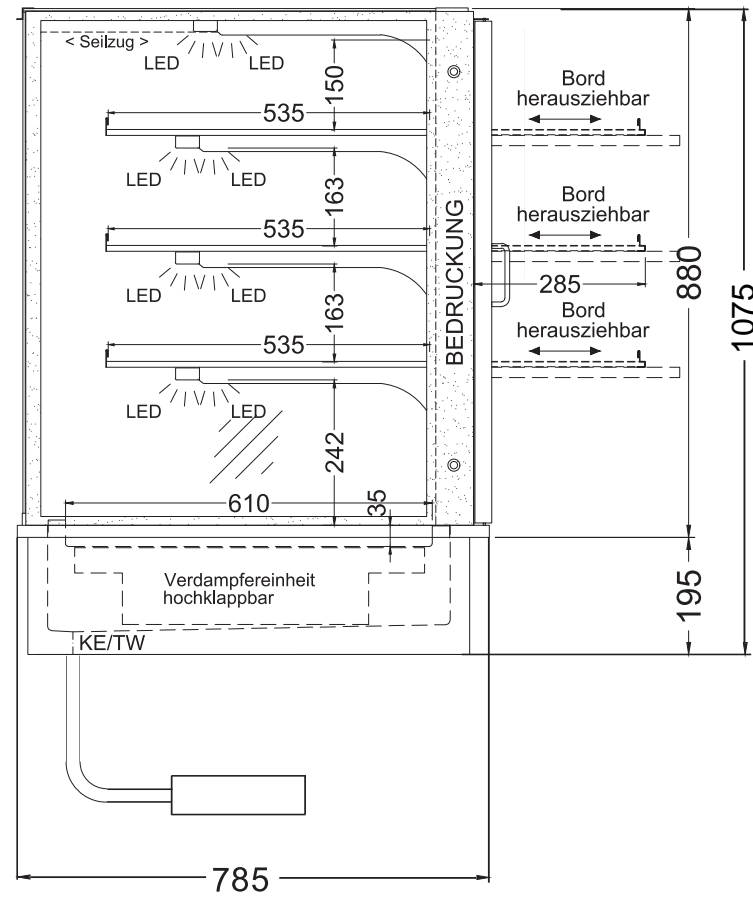 < Seilzug >
LED LED
150
Bord
herausziehbar
535
LED LED
163
Bord
herausziehbar
535
BEDRUCKUNG
285
880
1075
LED LED
163
Bord
herausziehbar
535
LED LED
242
610
35
Verdampfereinheit
hochklappbar
195
KE/TW
785